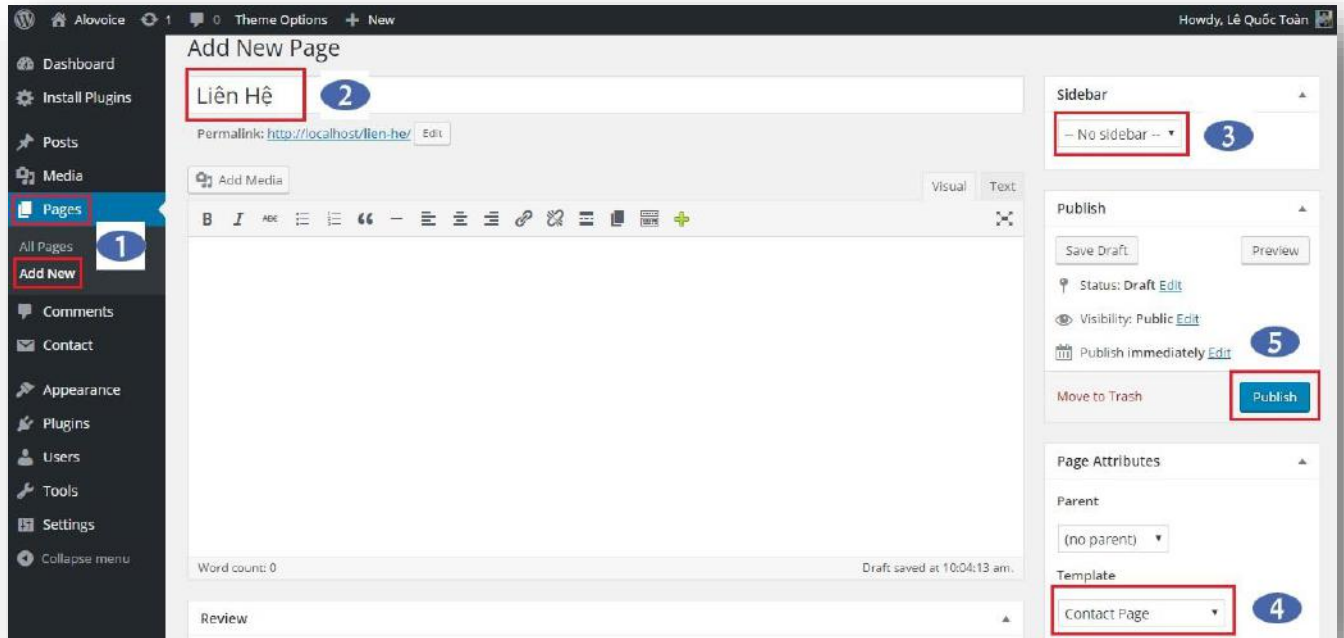 Alovoice 1 0 Theme Options + New Howdy, Lê Quốc Toàn
Dashboard
Install Plugins
Posts
Media
Pages
All Pages
1
Add New
Comments
Contact
Appearance
Plugins
Users
Tools
Settings
Collapse menu
Add New Page
Liên Hệ 2
Permalink: http://localhost/lien-he/ Edit
Add Media
Visual Text
B I ABC
Word count: 0 Draft saved at 10:04:13 am.
Review
Sidebar
-- No sidebar -- 3
Publish
Save Draft Preview
Status: Draft Edit
Visibility: Public Edit
Publish immediately Edit 5
Move to Trash Publish
Page Attributes
Parent
(no parent)
Template
Contact Page 4